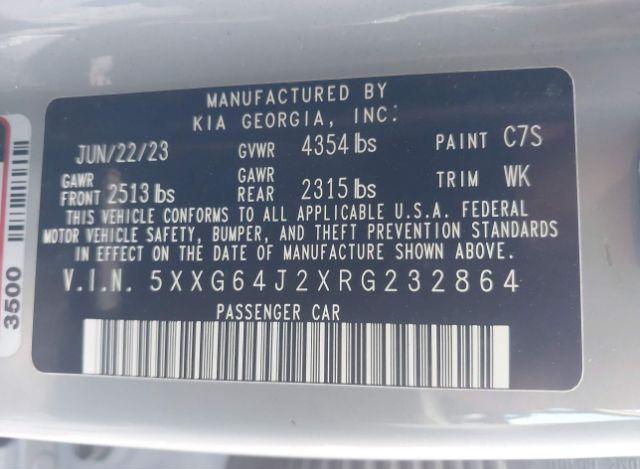 MANUFACTURED BY
KIA GEORGIA, INC:
JUN/22/23 GVWR 4354 lbs PAINT C7S
GAWR FRONT 2513 lbs GAWR REAR 2315 lbs TRIM WK
THIS VEHICLE CONFORMS TO ALL APPLICABLE U.S.A. FEDERAL
MOTOR VEHICLE SAFETY, BUMPER, AND THEFT PREVENTION STANDARDS
IN EFFECT ON THE DATE OF MANUFACTURE SHOWN ABOVE.
V.I.N. 5XXG64J2XRG232864
PASSENGER CAR
3500